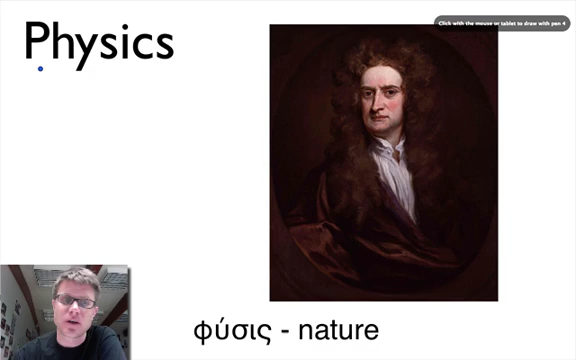 Physics
Click with the mouse or tablet to draw with pen 4
φύσις - nature